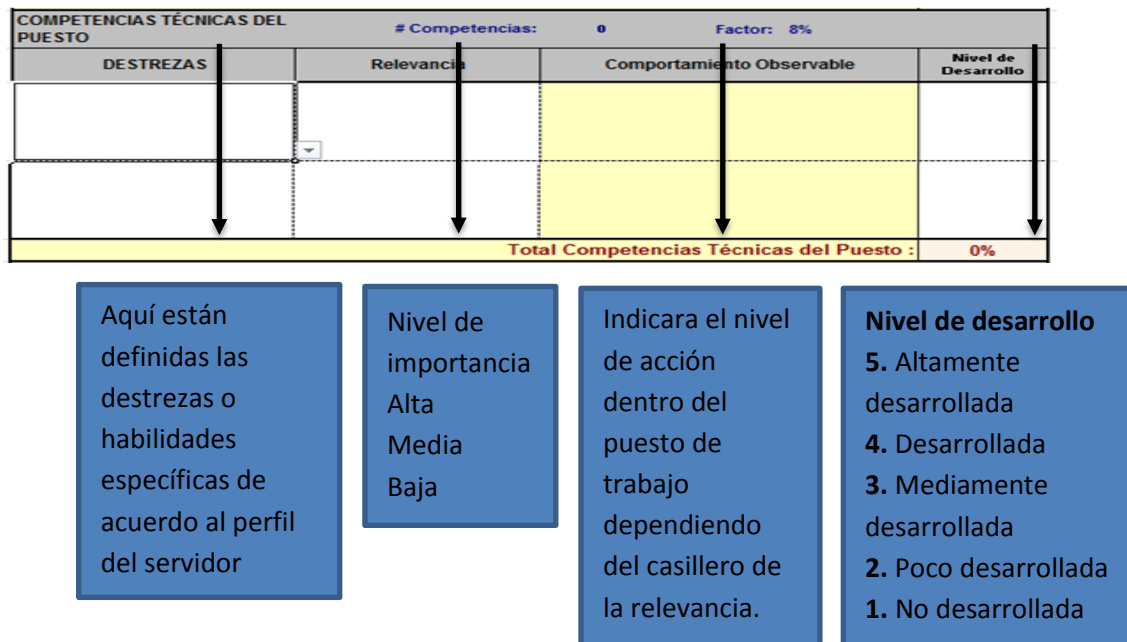 COMPETENCIAS TÉCNICAS DEL
PUESTO
# Competencias: 0 Factor: 8%
DESTREZAS Relevancia Comportamiento Observable Nivel de
Desarrollo
Total Competencias Técnicas del Puesto : 0%
Aquí están
definidas las
destrezas o
habilidades
específicas de
acuerdo al perfil
del servidor
Nivel de
importancia
Alta
Media
Baja
Indicara el nivel
de acción
dentro del
puesto de
trabajo
dependiendo
del casillero de
la relevancia.
Nivel de desarrollo
5. Altamente
desarrollada
4. Desarrollada
3. Mediamente
desarrollada
2. Poco desarrollada
1. No desarrollada